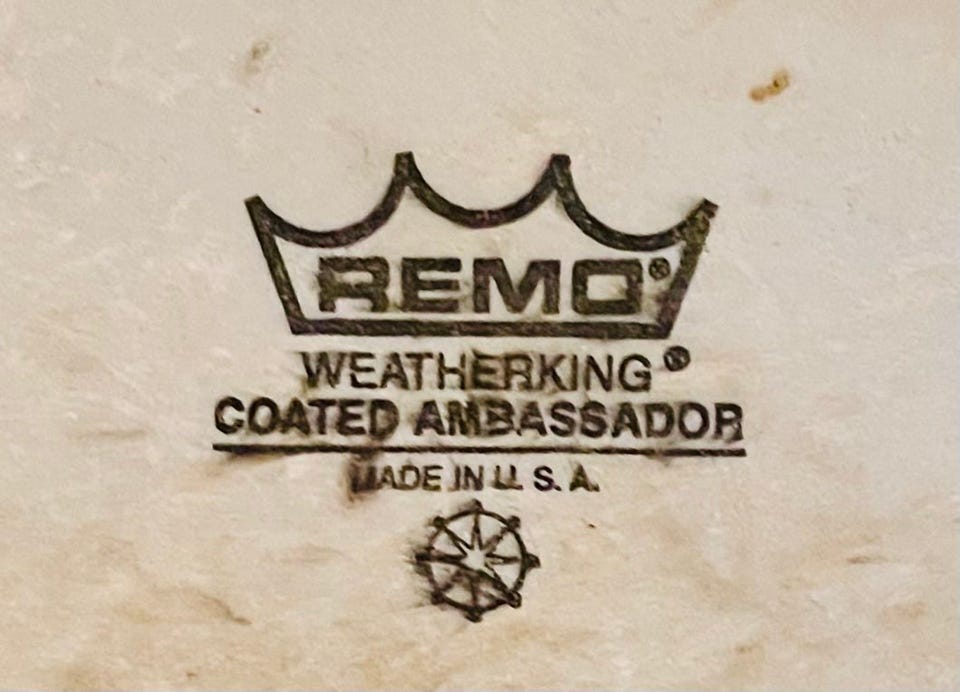 REMO®
WEATHERKING®
COATED AMBASSADOR
MADE IN U.S.A.